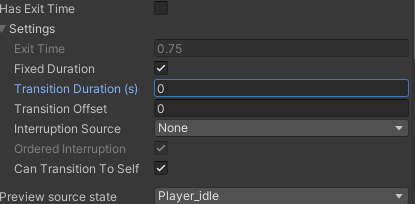 Has Exit Time
Settings
Exit Time 0.75
Fixed Duration
Transition Duration (s) 0
Transition Offset 0
Interruption Source None
Ordered Interruption
Can Transition To Self
Preview source state Player_idle